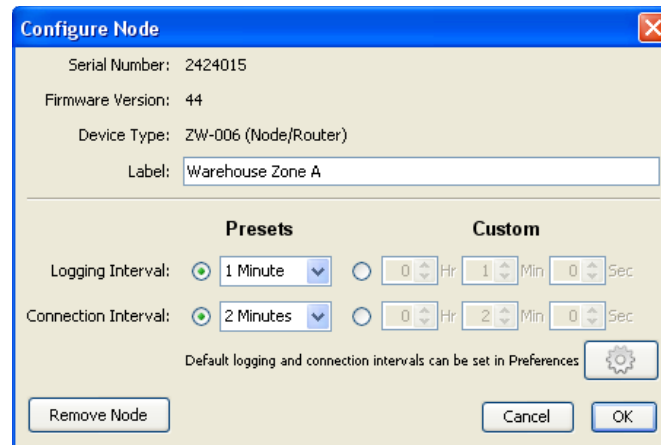 Configure Node
Serial Number: 2424015
Firmware Version: 44
Device Type: ZW-006 (Node/Router)
Label: Warehouse Zone A
Presets Custom
Logging Interval: 1 Minute 0 Hr 1 Min 0 Sec
Connection Interval: 2 Minutes 0 Hr 2 Min 0 Sec
Default logging and connection intervals can be set in Preferences
Remove Node Cancel OK